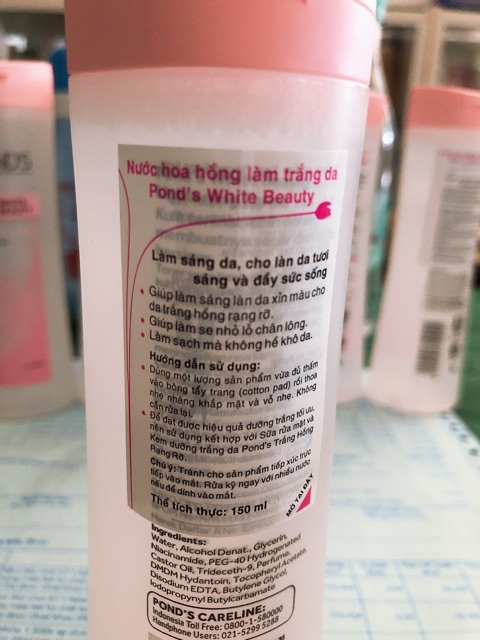 Nước hoa hồng làm trắng da
Pond's White Beauty
Làm sáng da, cho làn da tươi
sáng và đầy sức sống
• Giúp làm sáng làn da xỉn màu cho
da trắng hồng rạng rỡ.
• Giúp làm se nhỏ lỗ chân lông.
• Làm sạch mà không hề khô da.
Hướng dẫn sử dụng:
• Dùng một lượng sản phẩm vừa đủ thấm
vào bông tẩy trang (cotton pad) rồi thoa
nhẹ nhàng khắp mặt và vỗ nhẹ. Không
cần rửa lại.
• Để đạt được hiệu quả dưỡng trắng tối ưu,
nên sử dụng kết hợp với Sữa rửa mặt và
Kem dưỡng trắng da Pond's Trắng Hồng
Rạng Rỡ.
Chú ý: Tránh cho sản phẩm tiếp xúc trực
tiếp vào mắt. Rửa kỹ ngay với nhiều nước
nếu để dính vào mắt.
Thể tích thực: 150 ml
MỞ TẠI ĐÂY
Ingredients:
Water, Alcohol Denat., Glycerin,
Niacinamide, PEG-40 Hydrogenated
Castor Oil, Trideceth-9, Perfume,
DMDM Hydantoin, Tocopheryl Acetate,
Disodium EDTA, Butylene Glycol,
Iodopropynyl Butylcarbamate
POND'S CARELINE:
Indonesia Toll Free: 0800-1-580000
Handphone Users: 021-5299 5288